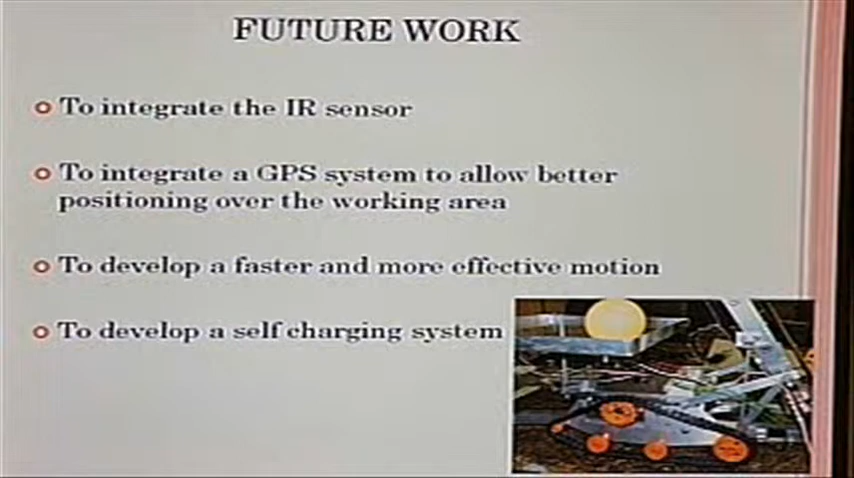 FUTURE WORK
To integrate the IR sensor
To integrate a GPS system to allow better
positioning over the working area
To develop a faster and more effective motion
To develop a self charging system